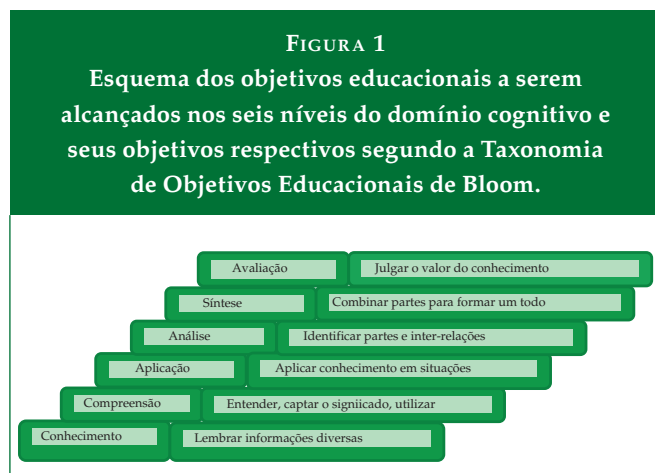 FIGURA 1
Esquema dos objetivos educacionais a serem
alcançados nos seis níveis do domínio cognitivo e
seus objetivos respectivos segundo a Taxonomia
de Objetivos Educacionais de Bloom.
Avaliação Julgar o valor do conhecimento
Síntese Combinar partes para formar um todo
Análise Identificar partes e inter-relações
Aplicação Aplicar conhecimento em situações
Compreensão Entender, captar o signiicado, utilizar
Conhecimento Lembrar informações diversas